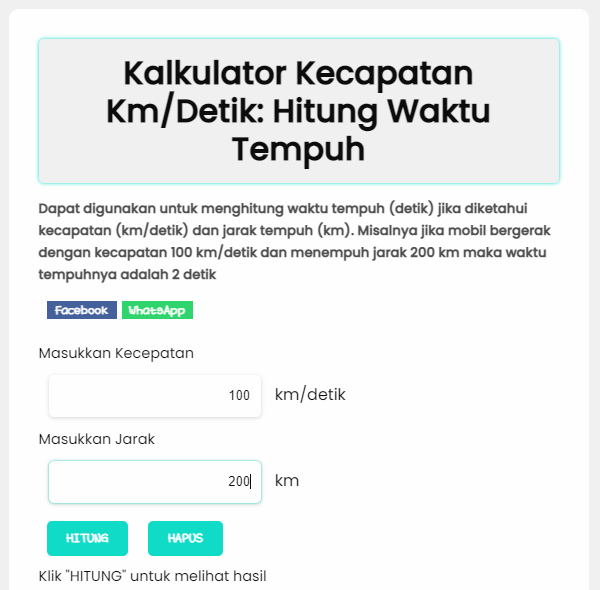 Kalkulator Kecapatan
Km/Detik: Hitung Waktu
Tempuh
Dapat digunakan untuk menghitung waktu tempuh (detik) jika diketahui
kecapatan (km/detik) dan jarak tempuh (km). Misalnya jika mobil bergerak
dengan kecapatan 100 km/detik dan menempuh jarak 200 km maka waktu
tempuhnya adalah 2 detik
Facebook WhatsApp
Masukkan Kecepatan
100 km/detik
Masukkan Jarak
200 km
HITUNG HAPUS
Klik "HITUNG" untuk melihat hasil